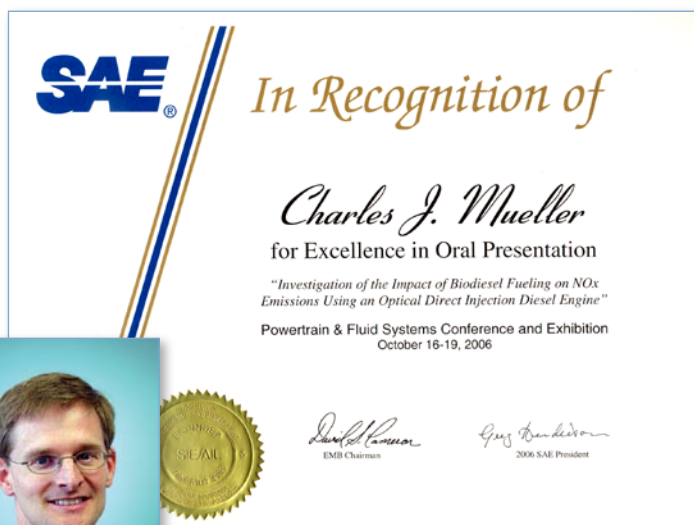 SAE®
In Recognition of
Charles J. Mueller
for Excellence in Oral Presentation
“Investigation of the Impact of Biodiesel Fueling on NOx
Emissions Using an Optical Direct Injection Diesel Engine”
Powertrain & Fluid Systems Conference and Exhibition
October 16-19, 2006
David S. Cameron
EMB Chairman
2006 SAE President